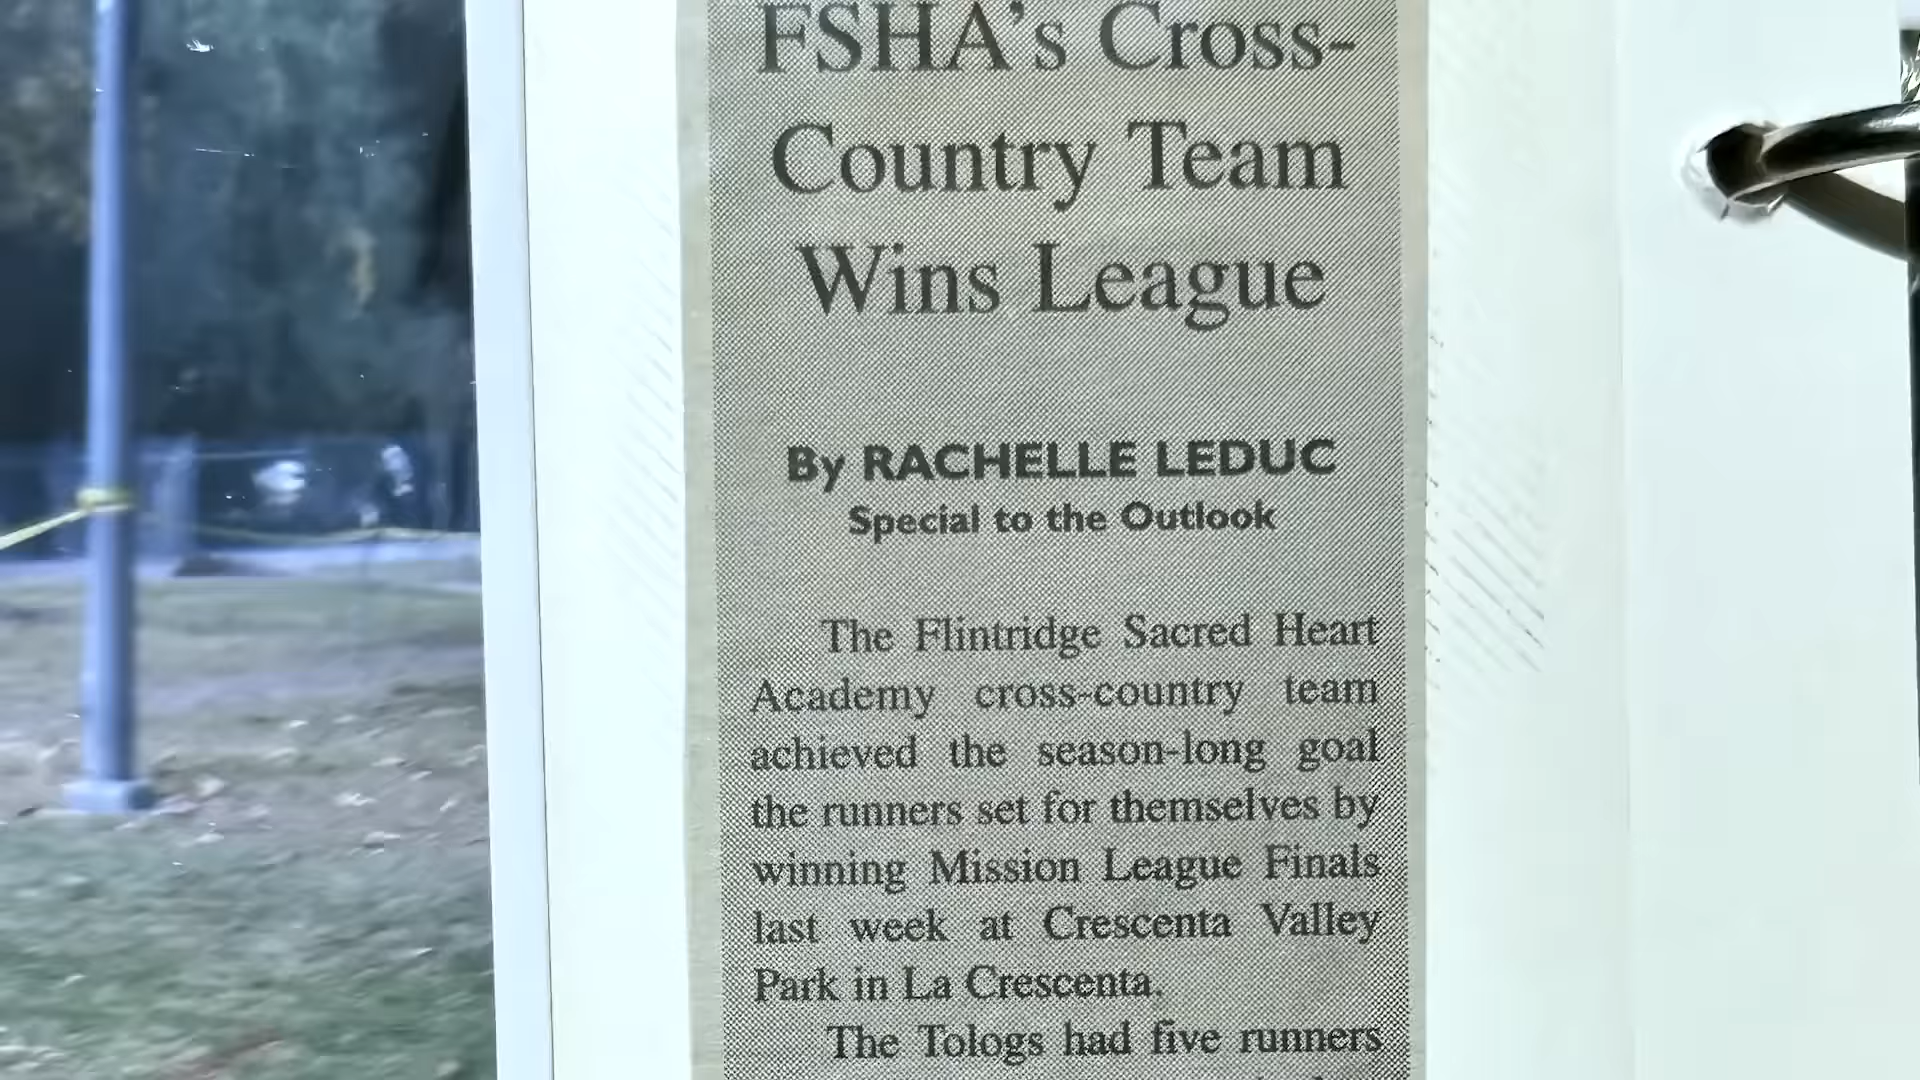 FSHA's Cross-
Country Team
Wins League
By RACHELLE LEDUC
Special to the Outlook
The Flintridge Sacred Heart
Academy cross-country team
achieved the season-long goal
the runners set for themselves by
winning Mission League Finals
last week at Crescenta Valley
Park in La Crescenta.
The Tologs had five runners